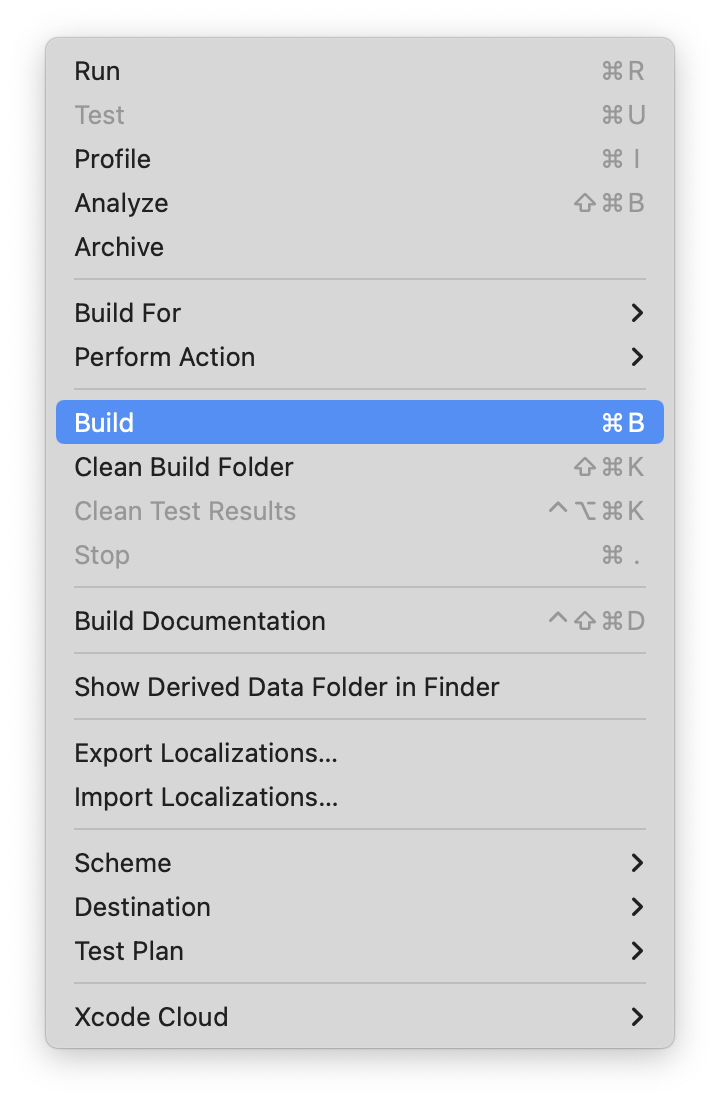 Run ⌘R
Test ⌘U
Profile ⌘I
Analyze ⇧⌘B
Archive
Build For
Perform Action
Build ⌘B
Clean Build Folder ⇧⌘K
Clean Test Results ^⌥⌘K
Stop ⌘.
Build Documentation ^⇧⌘D
Show Derived Data Folder in Finder
Export Localizations...
Import Localizations...
Scheme
Destination
Test Plan
Xcode Cloud